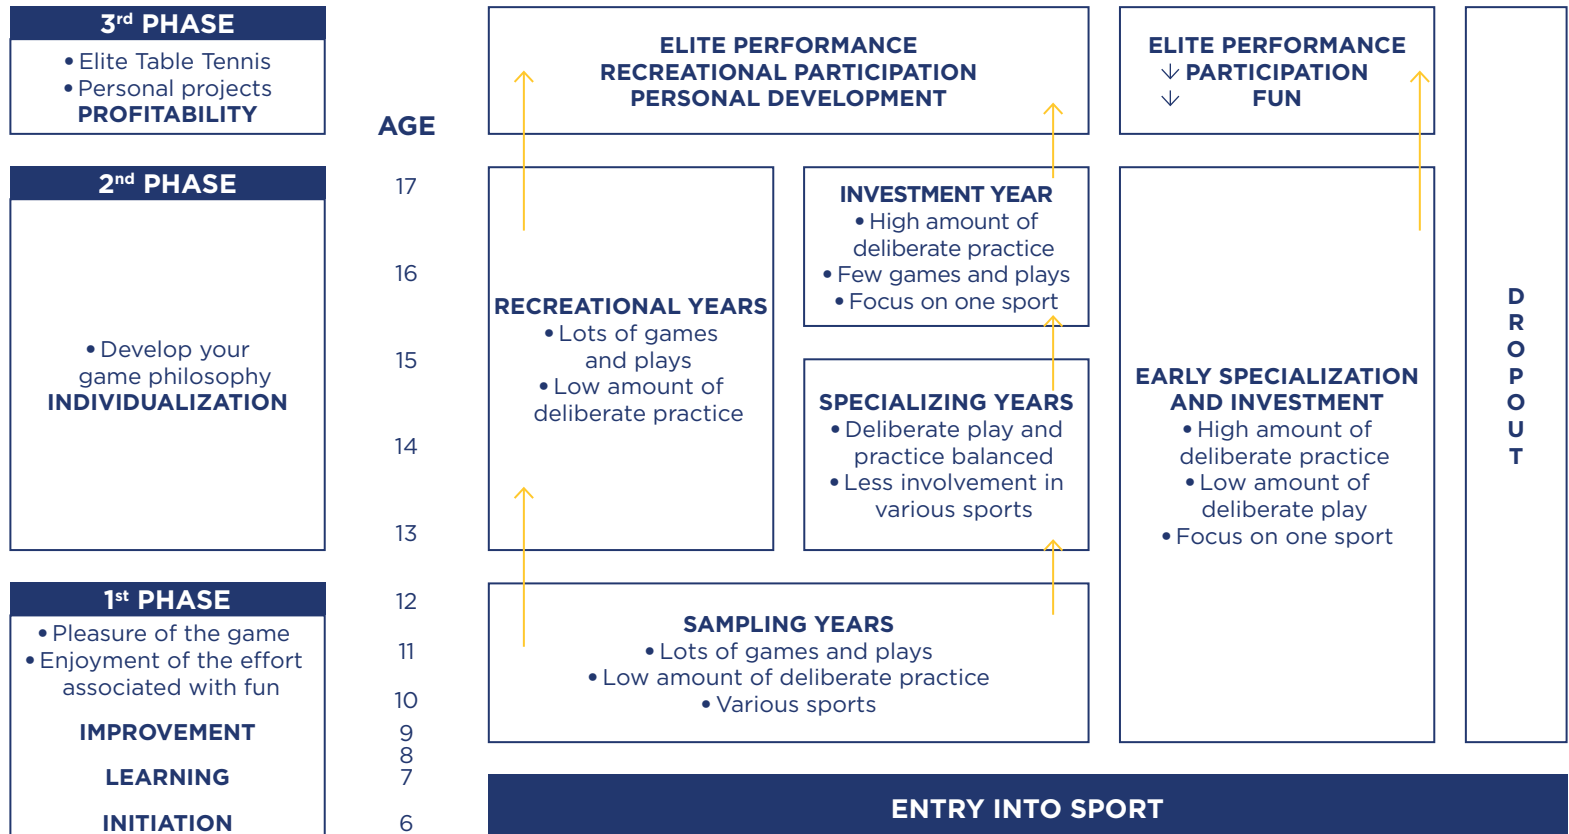 3rd PHASE
• Elite Table Tennis
• Personal projects
PROFITABILITY
2nd PHASE
• Develop your
game philosophy
INDIVIDUALIZATION
1st PHASE
• Pleasure of the game
• Enjoyment of the effort
associated with fun
IMPROVEMENT
LEARNING
INITIATION
AGE
17
16
15
14
13
12
11
10
9
8
7
6
ELITE PERFORMANCE
RECREATIONAL PARTICIPATION
PERSONAL DEVELOPMENT
RECREATIONAL YEARS
• Lots of games
and plays
• Low amount of
deliberate practice
INVESTMENT YEAR
• High amount of
deliberate practice
• Few games and plays
• Focus on one sport
SPECIALIZING YEARS
• Deliberate play and
practice balanced
• Less involvement in
various sports
SAMPLING YEARS
• Lots of games and plays
• Low amount of deliberate practice
• Various sports
ELITE PERFORMANCE
↓ PARTICIPATION
↓ FUN
EARLY SPECIALIZATION
AND INVESTMENT
• High amount of
deliberate practice
• Low amount of
deliberate play
• Focus on one sport
DROPOUT
ENTRY INTO SPORT